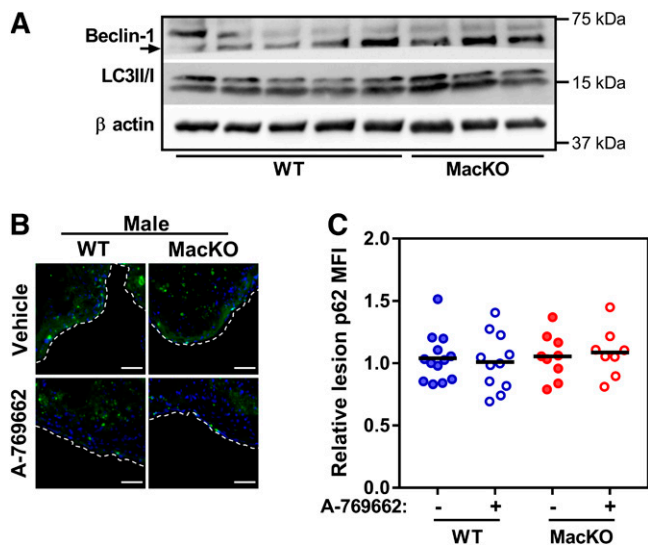 A
Beclin-1
LC3II/I
β actin
75 kDa
15 kDa
37 kDa
WT
MacKO
B
Male
WT
MacKO
Vehicle
A-769662
C
Relative lesion p62 MFI
2.0
1.5
1.0
0.5
0.0
A-769662: - + - +
WT
MacKO